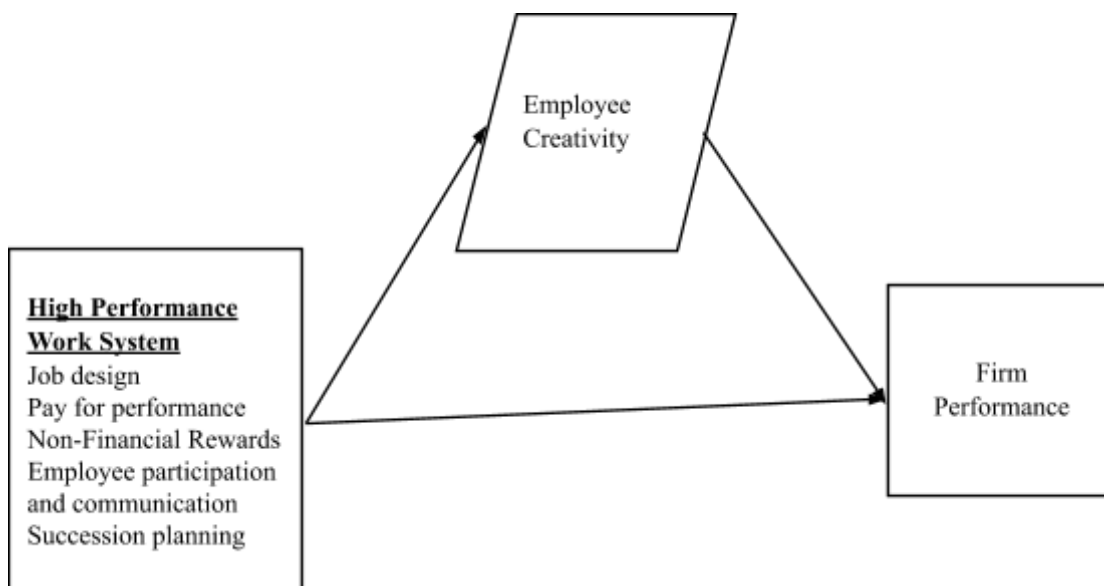 Employee
Creativity
High Performance
Work System
Job design
Pay for performance
Non-Financial Rewards
Employee participation
and communication
Succession planning
Firm
Performance